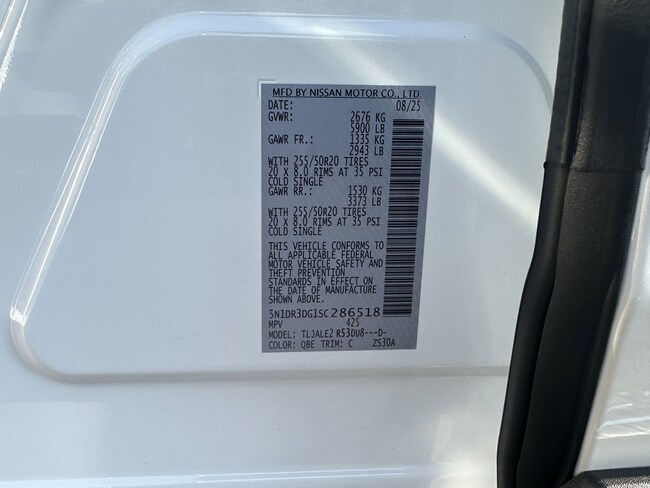 MFD BY NISSAN MOTOR CO., LTD.
DATE: 08/25
GVWR: 2676 KG
5900 LB
GAWR FR.: 1335 KG
2943 LB
WITH 255/50R20 TIRES
20 X 8.0 RIMS AT 35 PSI
COLD SINGLE
GAWR RR.: 1530 KG
3373 LB
WITH 255/50R20 TIRES
20 X 8.0 RIMS AT 35 PSI
COLD SINGLE
THIS VEHICLE CONFORMS TO
ALL APPLICABLE FEDERAL
MOTOR VEHICLE SAFETY AND
THEFT PREVENTION
STANDARDS IN EFFECT ON
THE DATE OF MANUFACTURE
SHOWN ABOVE.
5N1DR3DG1SC286518
MPV 425
MODEL: TLJALE2 R53DU8---D-
COLOR: QBE TRIM: C ZS30A